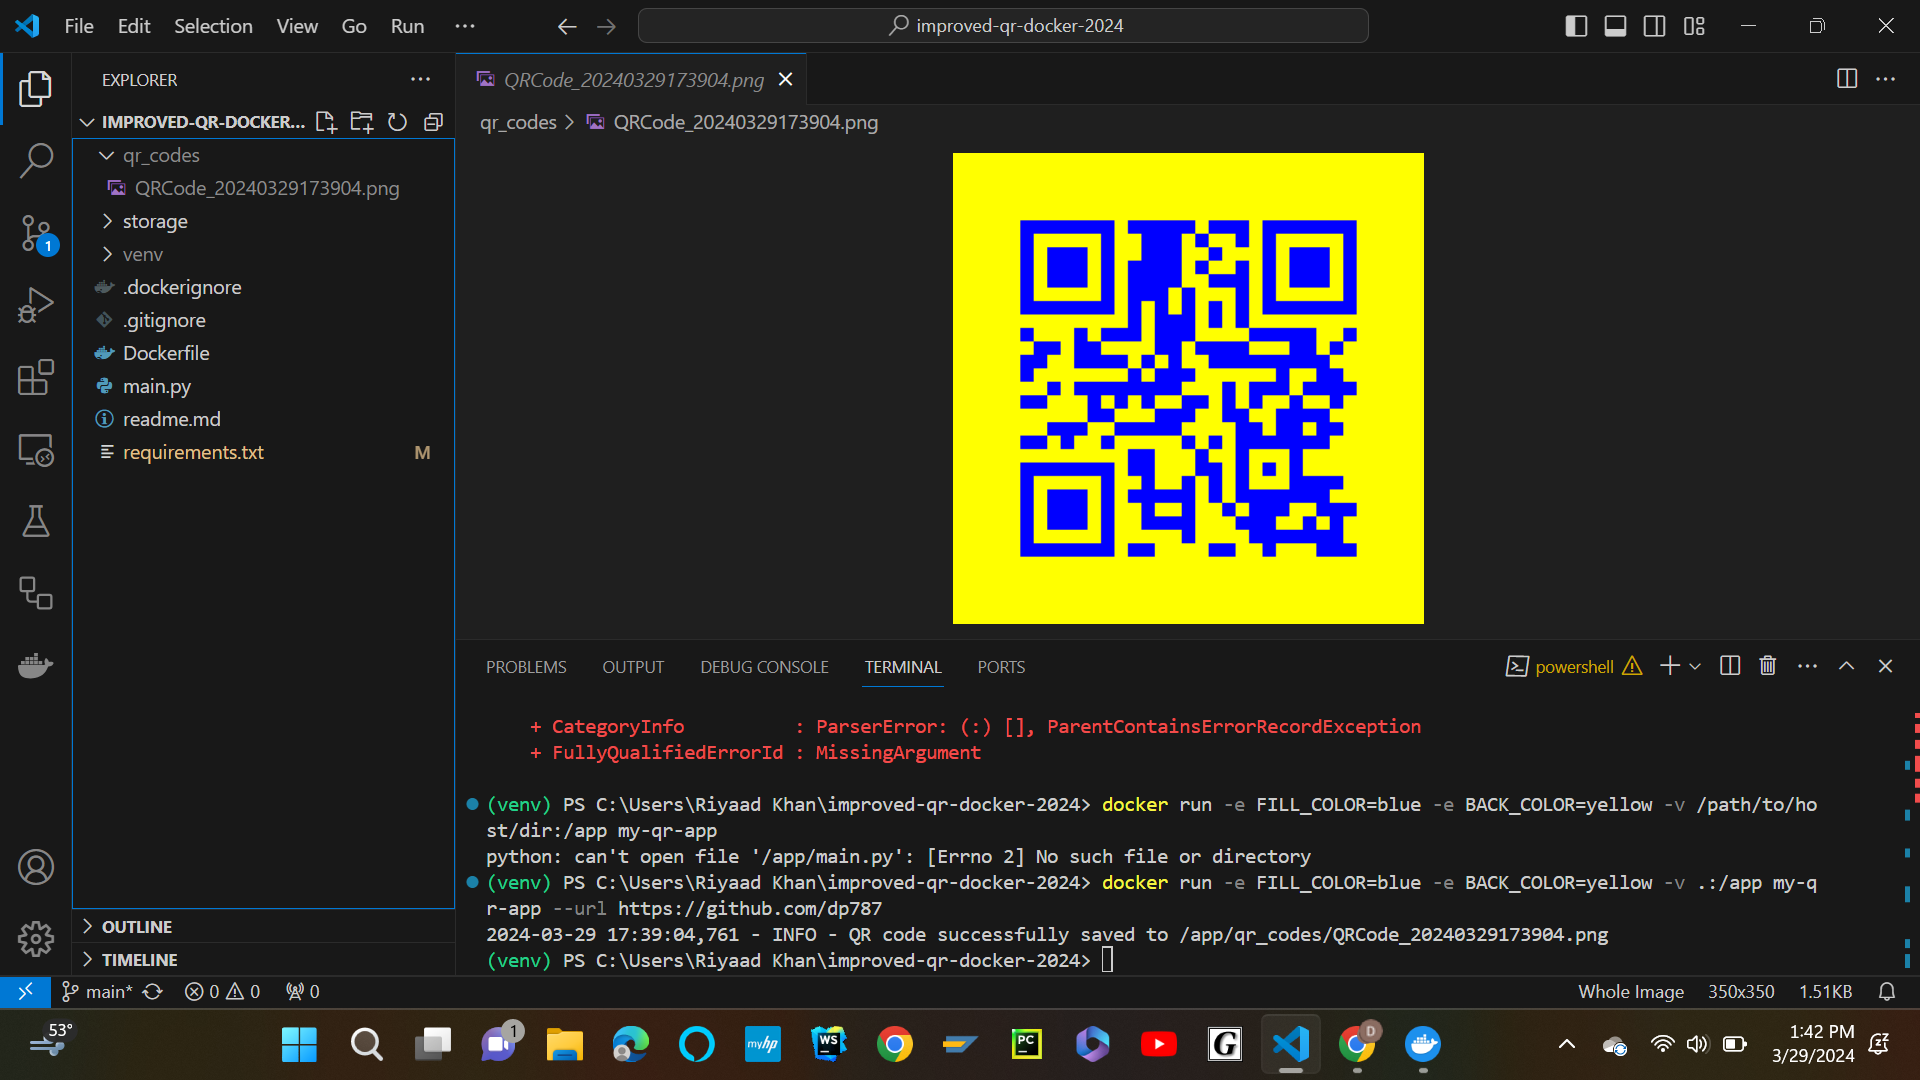 File Edit Selection View Go Run ···
improved-qr-docker-2024
EXPLORER
IMPROVED-QR-DOCKER...
qr_codes
QRCode_20240329173904.png
storage
venv
.dockerignore
.gitignore
Dockerfile
main.py
readme.md
requirements.txt M
OUTLINE
TIMELINE
1
QRCode_20240329173904.png
qr_codes > QRCode_20240329173904.png
PROBLEMS OUTPUT DEBUG CONSOLE TERMINAL PORTS
powershell
+ CategoryInfo : ParserError: (:) [], ParentContainsErrorRecordException
+ FullyQualifiedErrorId : MissingArgument
(venv) PS C:\Users\Riyaad Khan\improved-qr-docker-2024> docker run -e FILL_COLOR=blue -e BACK_COLOR=yellow -v /path/to/ho
st/dir:/app my-qr-app
python: can't open file '/app/main.py': [Errno 2] No such file or directory
(venv) PS C:\Users\Riyaad Khan\improved-qr-docker-2024> docker run -e FILL_COLOR=blue -e BACK_COLOR=yellow -v .:/app my-q
r-app --url https://github.com/dp787
2024-03-29 17:39:04,761 - INFO - QR code successfully saved to /app/qr_codes/QRCode_20240329173904.png
(venv) PS C:\Users\Riyaad Khan\improved-qr-docker-2024>
main* 0 0 0
Whole Image 350x350 1.51KB
53°
1
myhp
WS
PC
G
D
1:42 PM
3/29/2024